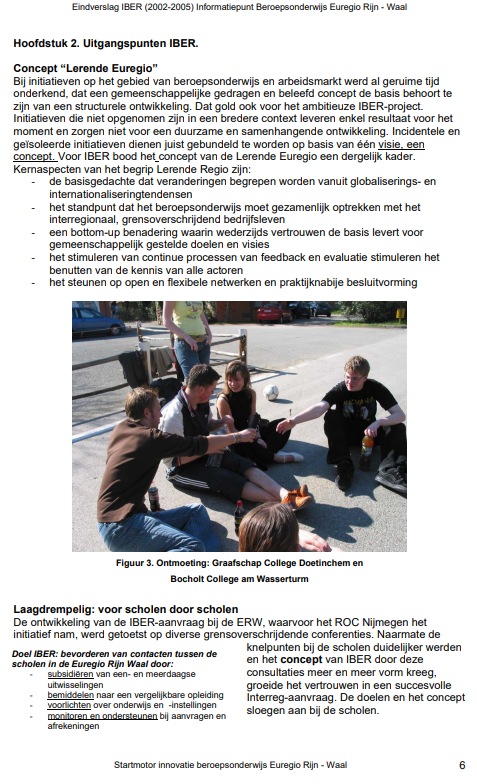 Eindverslag IBER (2002-2005) Informatiepunt Beroepsonderwijs Euregio Rijn - Waal
Hoofdstuk 2. Uitgangspunten IBER.
Concept “Lerende Euregio”
Bij initiatieven op het gebied van beroepsonderwijs en arbeidsmarkt werd al geruime tijd
onderkend, dat een gemeenschappelijke gedragen en beleefd concept de basis behoort te
zijn van een structurele ontwikkeling. Dat gold ook voor het ambitieuze IBER-project.
Initiatieven die niet opgenomen zijn in een bredere context leveren enkel resultaat voor het
moment en zorgen niet voor een duurzame en samenhangende ontwikkeling. Incidentele en
geïsoleerde initiatieven dienen juist gebundeld te worden op basis van één visie, een
concept. Voor IBER bood het concept van de Lerende Euregio een dergelijk kader.
Kernaspecten van het begrip Lerende Regio zijn:
- de basisgedachte dat veranderingen begrepen worden vanuit globaliserings- en
internationaliseringtendensen
- het standpunt dat het beroepsonderwijs moet gezamenlijk optrekken met het
interregionaal, grensoverschrijdend bedrijfsleven
- een bottom-up benadering waarin wederzijds vertrouwen de basis levert voor
gemeenschappelijk gestelde doelen en visies
- het stimuleren van continue processen van feedback en evaluatie stimuleren het
benutten van de kennis van alle actoren
- het steunen op open en flexibele netwerken en praktijknabije besluitvorming
Figuur 3. Ontmoeting: Graafschap College Doetinchem en
Bocholt College am Wasserturm
Laagdrempelig: voor scholen door scholen
De ontwikkeling van de IBER-aanvraag bij de ERW, waarvoor het ROC Nijmegen het
initiatief nam, werd getoetst op diverse grensoverschrijdende conferenties. Naarmate de
knelpunten bij de scholen duidelijker werden
en het concept van IBER door deze
consultaties meer en meer vorm kreeg,
groeide het vertrouwen in een succesvolle
Interreg-aanvraag. De doelen en het concept
sloegen aan bij de scholen.
Doel IBER: bevorderen van contacten tussen de
scholen in de Euregio Rijn Waal door:
- subsidiëren van een- en meerdaagse
uitwisselingen
- bemiddelen naar een vergelijkbare opleiding
- voorlichten over onderwijs en -instellingen
- monitoren en ondersteunen bij aanvragen en
afrekeningen
Startmotor innovatie beroepsonderwijs Euregio Rijn - Waal
6